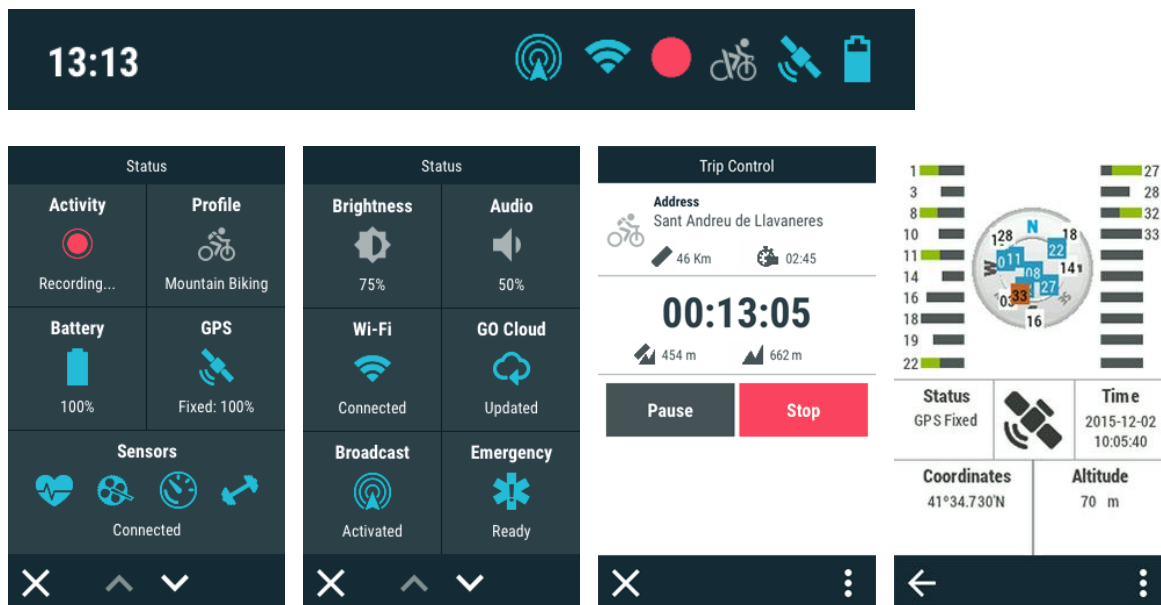 13:13
Status
Activity
Profile
Recording...
Mountain Biking
Battery
GPS
100%
Fixed: 100%
Sensors
Connected
Status
Brightness
Audio
75%
50%
Wi-Fi
GO Cloud
Connected
Updated
Broadcast
Emergency
Activated
Ready
Trip Control
Address
Sant Andreu de Llavaneres
46 Km
02:45
00:13:05
454 m
662 m
Pause
Stop
1
27
3
28
8
32
10
33
11
14
16
18
19
22
N
28
18
11
22
08
14
27
33
16
W
Status
GPS Fixed
Time
2015-12-02
10:05:40
Coordinates
41°34.730'N
Altitude
70 m